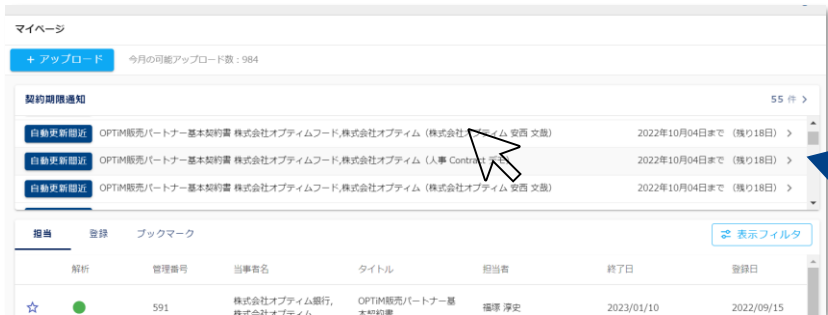 マイページ
+ アップロード 今月の可能アップロード数 : 984
契約期限通知 55 件 >
自動更新間近 OPTiM販売パートナー基本契約書 株式会社オプティムフード,株式会社オプティム（株式会社オプティム 安西 文哉） 2022年10月04日まで （残り18日） >
自動更新間近 OPTiM販売パートナー基本契約書 株式会社オプティムフード,株式会社オプティム（人事 Contract デモ） 2022年10月04日まで （残り18日） >
自動更新間近 OPTiM販売パートナー基本契約書 株式会社オプティムフード,株式会社オプティム（株式会社オプティム 安西 文哉） 2022年10月04日まで （残り18日） >
担当 登録 ブックマーク 表示フィルタ
解析 管理番号 当事者名 タイトル 担当者 終了日 登録日
591 株式会社オプティム銀行, OPTiM販売パートナー基 福塚 淳史 2023/01/10 2022/09/15
株式会社オプティム 本契約書